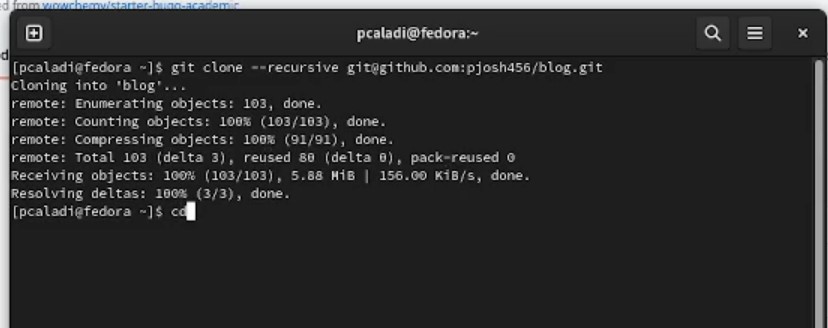 ed from wowchemy/starter-hugo-academic
pcaladi@fedora:~
[pcaladi@fedora ~]$ git clone --recursive git@github.com:pjosh456/blog.git
Cloning into 'blog'...
remote: Enumerating objects: 103, done.
remote: Counting objects: 100% (103/103), done.
remote: Compressing objects: 100% (91/91), done.
remote: Total 103 (delta 3), reused 80 (delta 0), pack-reused 0
Receiving objects: 100% (103/103), 5.88 MiB | 156.00 KiB/s, done.
Resolving deltas: 100% (3/3), done.
[pcaladi@fedora ~]$ cd